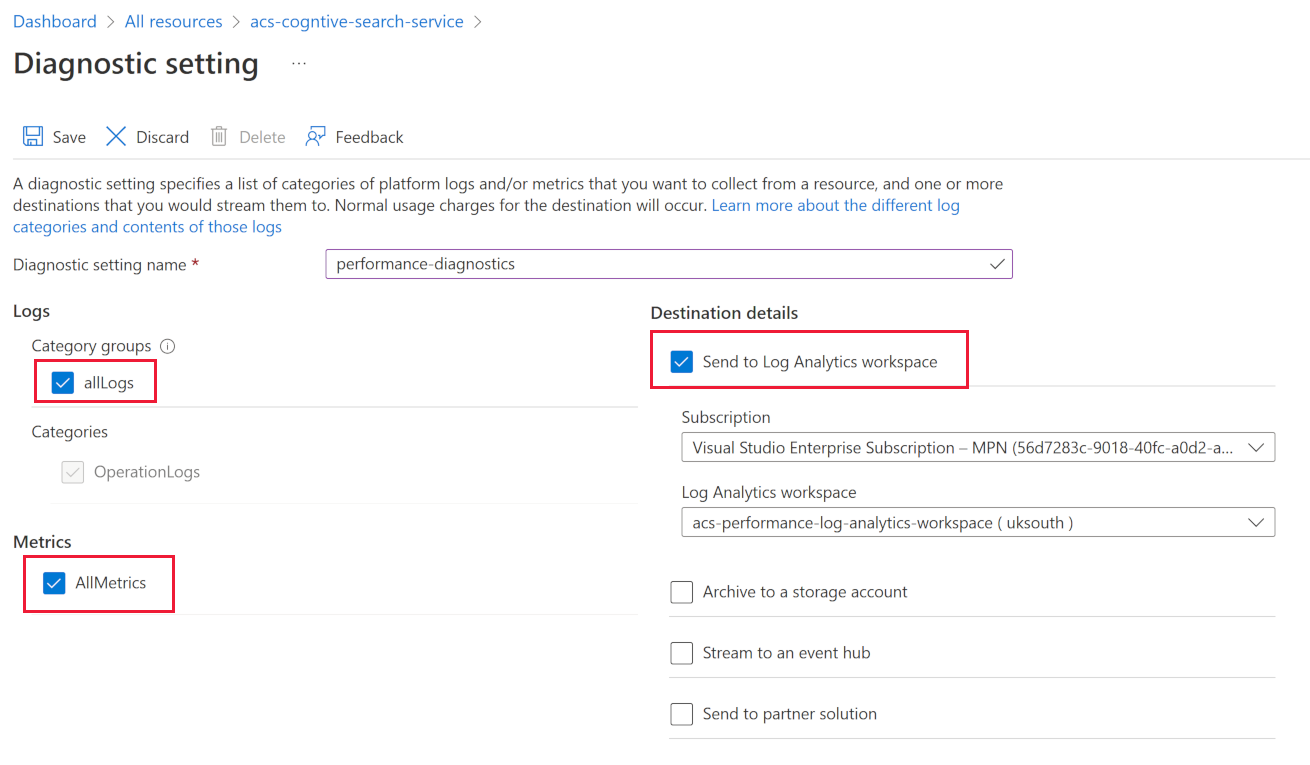 Dashboard > All resources > acs-cogntive-search-service >
Diagnostic setting ...
Save Discard Delete Feedback
A diagnostic setting specifies a list of categories of platform logs and/or metrics that you want to collect from a resource, and one or more
destinations that you would stream them to. Normal usage charges for the destination will occur. Learn more about the different log
categories and contents of those logs
Diagnostic setting name *
performance-diagnostics
Logs
Category groups
allLogs
Categories
OperationLogs
Metrics
AllMetrics
Destination details
Send to Log Analytics workspace
Subscription
Visual Studio Enterprise Subscription – MPN (56d7283c-9018-40fc-a0d2-a...
Log Analytics workspace
acs-performance-log-analytics-workspace ( uksouth )
Archive to a storage account
Stream to an event hub
Send to partner solution